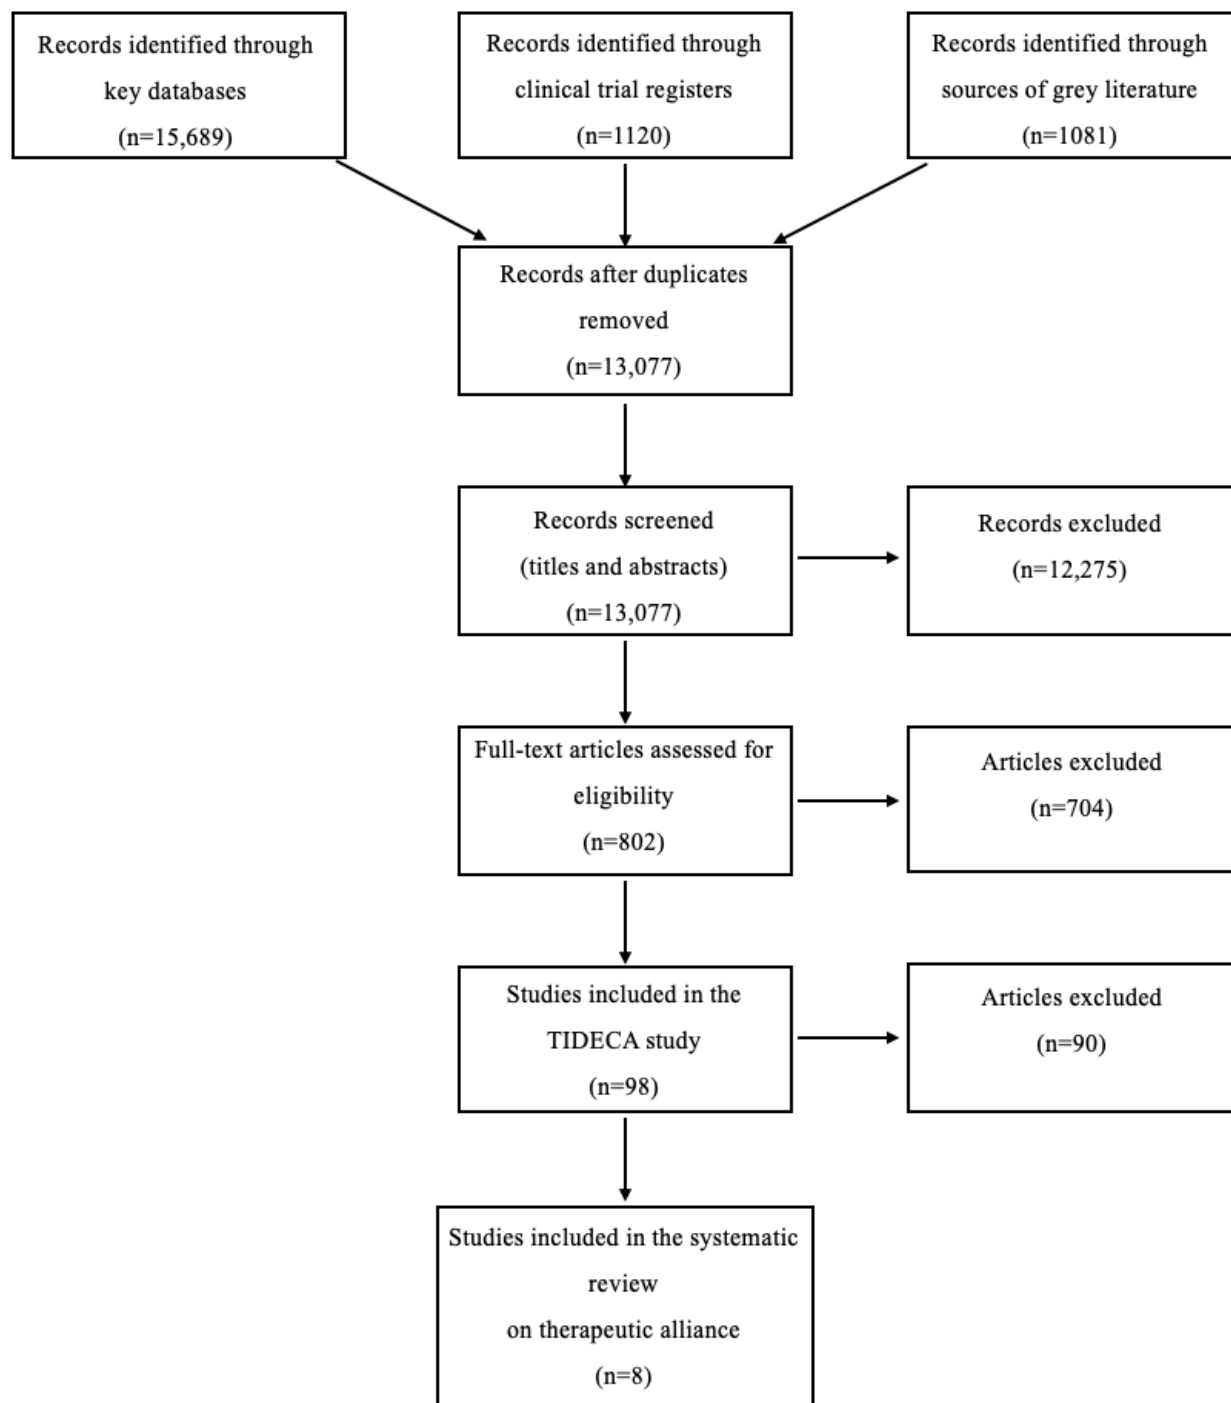 Records identified through
key databases
(n=15,689)
Records identified through
clinical trial registers
(n=1120)
Records identified through
sources of grey literature
(n=1081)
Records after duplicates
removed
(n=13,077)
Records screened
(titles and abstracts)
(n=13,077)
Records excluded
(n=12,275)
Full-text articles assessed for
eligibility
(n=802)
Articles excluded
(n=704)
Studies included in the
TIDECA study
(n=98)
Articles excluded
(n=90)
Studies included in the systematic
review
on therapeutic alliance
(n=8)